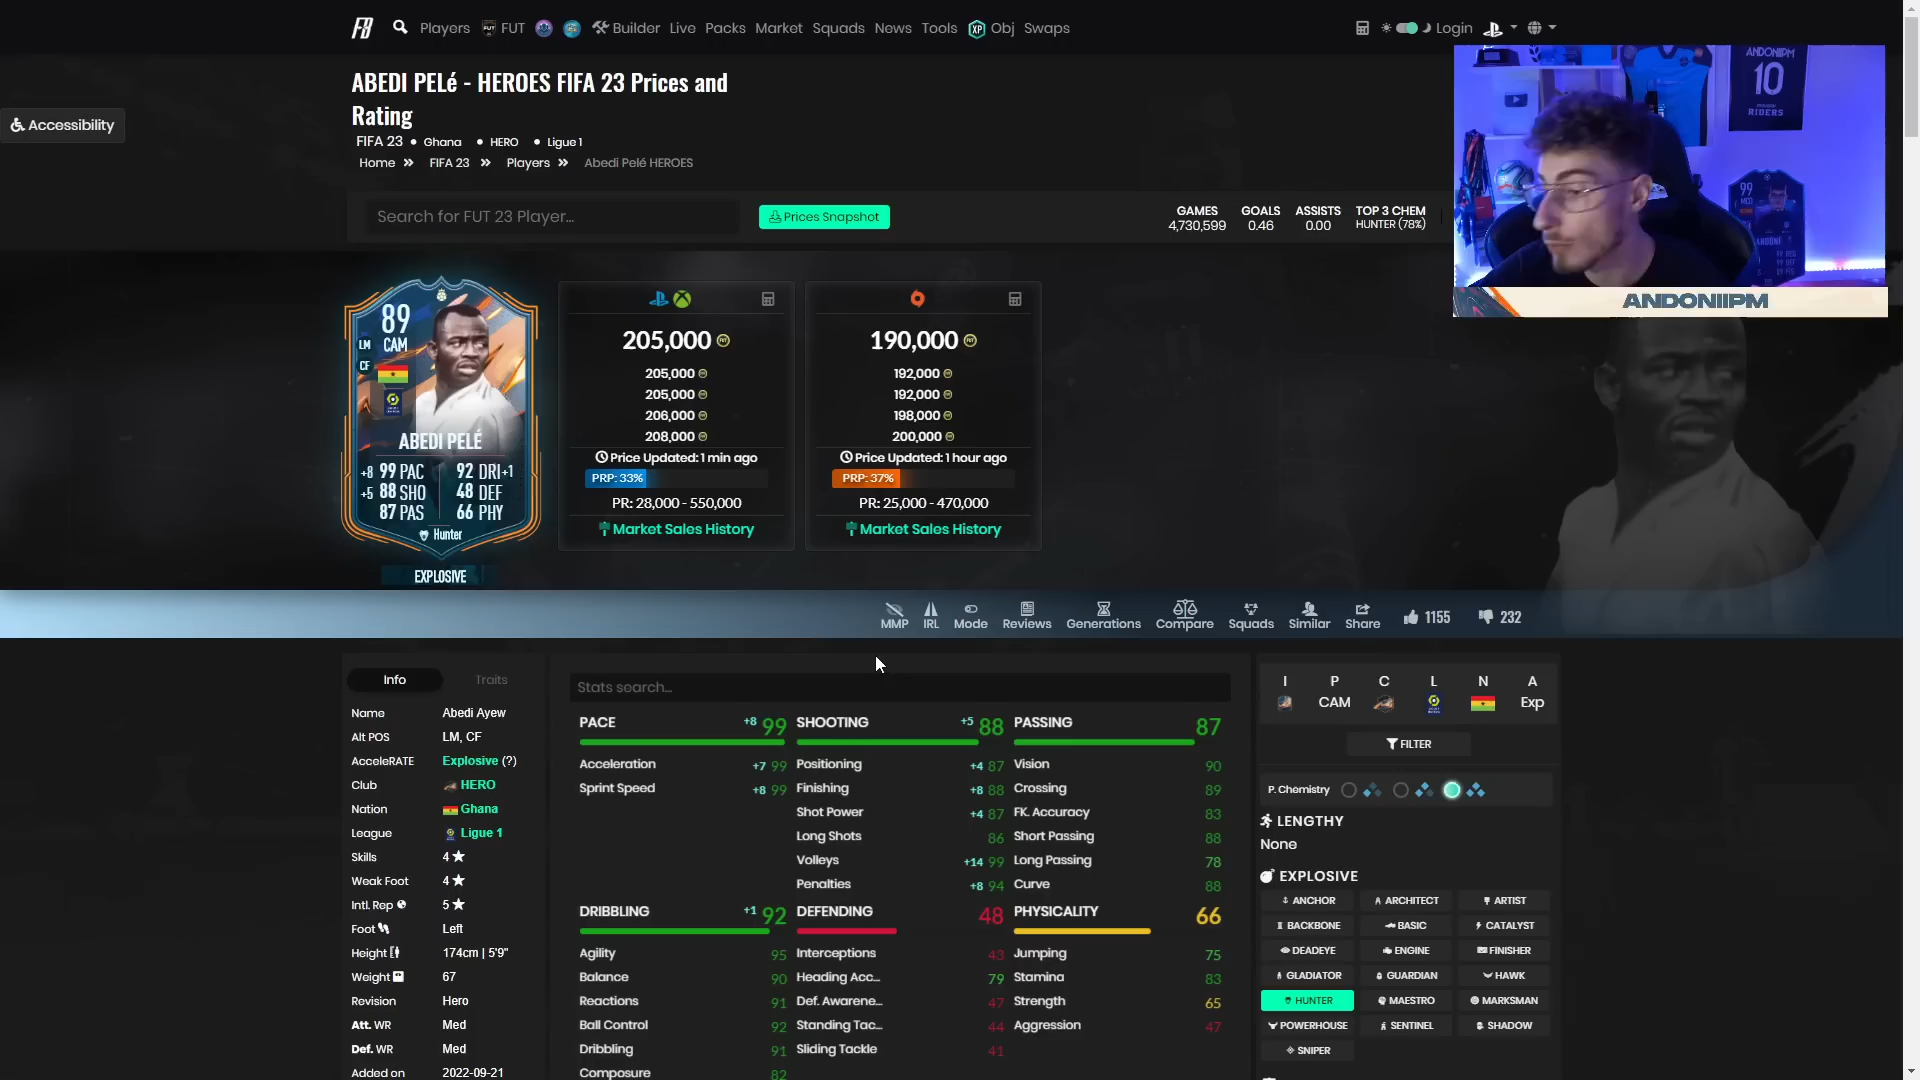 Players FUT Builder Live Packs Market Squads News Tools XP Obj Swaps Login
ABEDI PELé - HEROES FIFA 23 Prices and
Rating
FIFA 23 • Ghana • HERO • Ligue 1
Home » FIFA 23 » Players » Abedi Pelé HEROES
Accessibility
Search for FUT 23 Player...
Prices Snapshot
GAMES GOALS ASSISTS TOP 3 CHEM
4,730,599 0.46 0.00 HUNTER (78%)
ANDONIIPM
10
RIDERS
99
ANDONIIPM
89
CAM
LM
CF
ABEDI PELÉ
+8 99 PAC 92 DRI+1
+5 88 SHO 48 DEF
87 PAS 66 PHY
Hunter
EXPLOSIVE
205,000
205,000
205,000
206,000
208,000
Price Updated: 1 min ago
PRP: 33%
PR: 28,000 - 550,000
Market Sales History
190,000
192,000
192,000
198,000
200,000
Price Updated: 1 hour ago
PRP: 37%
PR: 25,000 - 470,000
Market Sales History
MMP IRL Mode Reviews Generations Compare Squads Similar Share 1155 232
Info Traits
Name Abedi Ayew
Alt POS LM, CF
AcceleRATE Explosive (?)
Club HERO
Nation Ghana
League Ligue 1
Skills 4
Weak Foot 4
Intl. Rep 5
Foot Left
Height 174cm | 5'9"
Weight 67
Revision Hero
Att. WR Med
Def. WR Med
Added on 2022-09-21
Stats search...
PACE +8 99
Acceleration +7 99
Sprint Speed +8 99
SHOOTING +5 88
Positioning +4 87
Finishing +8 88
Shot Power +4 87
Long Shots 86
Volleys +14 99
Penalties +8 94
PASSING 87
Vision 90
Crossing 89
FK. Accuracy 83
Short Passing 88
Long Passing 78
Curve 88
DRIBBLING +1 92
Agility 95
Balance 90
Reactions 91
Ball Control 92
Dribbling 91
Composure 82
DEFENDING 48
Interceptions 43
Heading Acc... 79
Def. Awarene... 47
Standing Tac... 44
Sliding Tackle 41
PHYSICALITY 66
Jumping 75
Stamina 83
Strength 65
Aggression 47
I P C L N A
CAM Exp
FILTER
P. Chemistry
LENGTHY
None
EXPLOSIVE
ANCHOR ARCHITECT ARTIST
BACKBONE BASIC CATALYST
DEADEYE ENGINE FINISHER
GLADIATOR GUARDIAN HAWK
HUNTER MAESTRO MARKSMAN
POWERHOUSE SENTINEL SHADOW
SNIPER